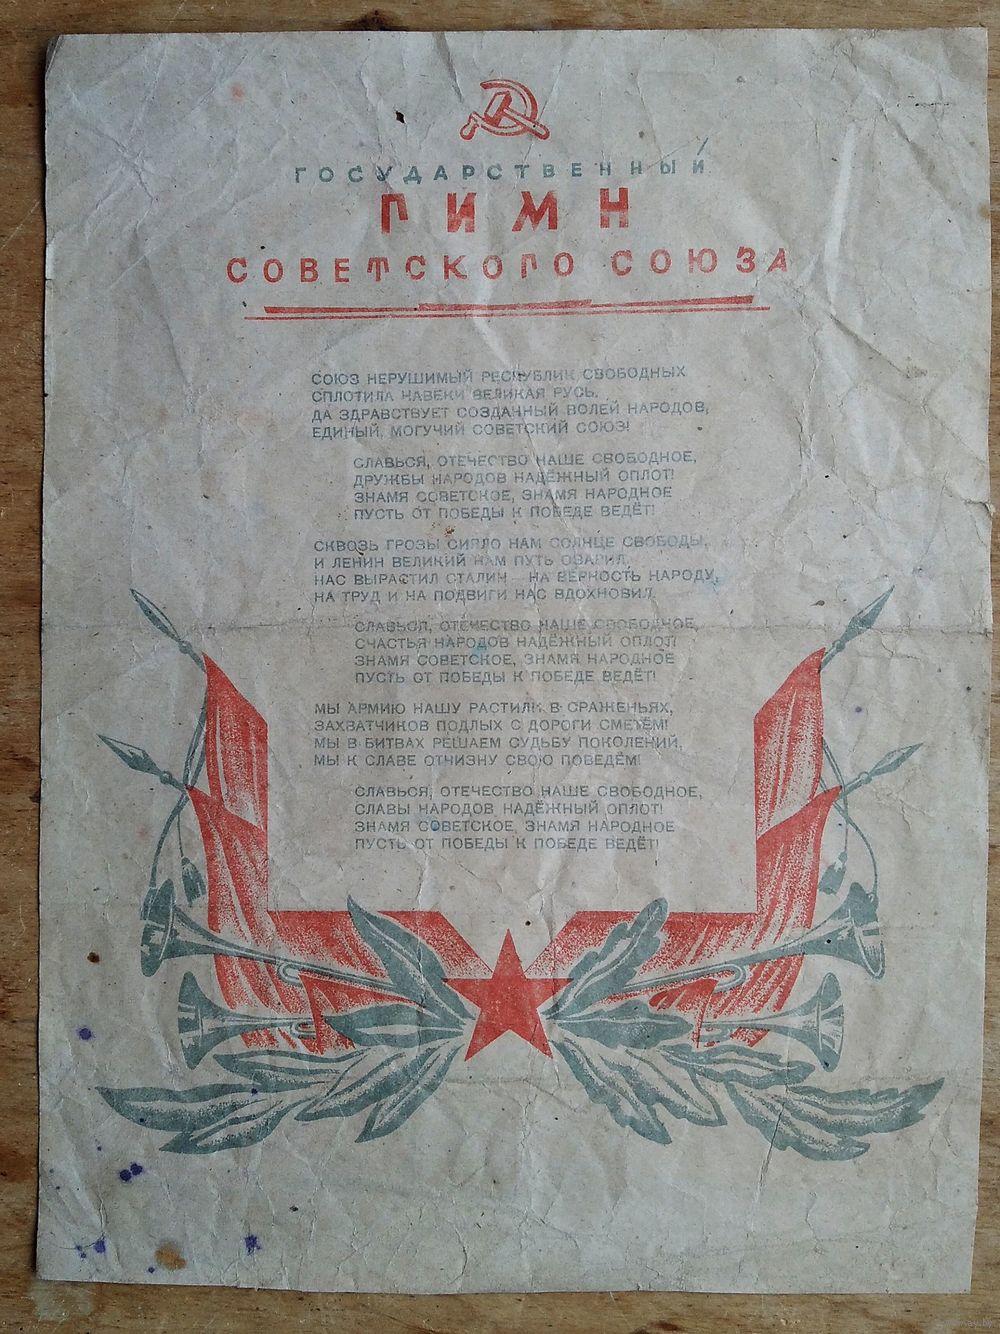 ГОСУДАРСТВЕННЫЙ
ГИМН
СОВЕТСКОГО СОЮЗА
СОЮЗ НЕРУШИМЫЙ РЕСПУБЛИК СВОБОДНЫХ
СПЛОТИЛА НАВЕКИ ВЕЛИКАЯ РУСЬ.
ДА ЗДРАВСТВУЕТ СОЗДАННЫЙ ВОЛЕЙ НАРОДОВ,
ЕДИНЫЙ, МОГУЧИЙ СОВЕТСКИЙ СОЮЗ!
СЛАВЬСЯ, ОТЕЧЕСТВО НАШЕ СВОБОДНОЕ,
ДРУЖБЫ НАРОДОВ НАДЁЖНЫЙ ОПЛОТ!
ЗНАМЯ СОВЕТСКОЕ, ЗНАМЯ НАРОДНОЕ
ПУСТЬ ОТ ПОБЕДЫ К ПОБЕДЕ ВЕДЁТ!
СКВОЗЬ ГРОЗЫ СИЯЛО НАМ СОЛНЦЕ СВОБОДЫ,
И ЛЕНИН ВЕЛИКИЙ НАМ ПУТЬ ОЗАРИЛ,
НАС ВЫРАСТИЛ СТАЛИН – НА ВЕРНОСТЬ НАРОДУ,
НА ТРУД И НА ПОДВИГИ НАС ВДОХНОВИЛ.
СЛАВЬСЯ, ОТЕЧЕСТВО НАШЕ СВОБОДНОЕ,
СЧАСТЬЯ НАРОДОВ НАДЁЖНЫЙ ОПЛОТ!
ЗНАМЯ СОВЕТСКОЕ, ЗНАМЯ НАРОДНОЕ
ПУСТЬ ОТ ПОБЕДЫ К ПОБЕДЕ ВЕДЁТ!
МЫ АРМИЮ НАШУ РАСТИЛИ В СРАЖЕНЬЯХ,
ЗАХВАТЧИКОВ ПОДЛЫХ С ДОРОГИ СМЕТЁМ!
МЫ В БИТВАХ РЕШАЕМ СУДЬБУ ПОКОЛЕНИЙ,
МЫ К СЛАВЕ ОТЧИЗНУ СВОЮ ПОВЕДЁМ!
СЛАВЬСЯ, ОТЕЧЕСТВО НАШЕ СВОБОДНОЕ,
СЛАВЫ НАРОДОВ НАДЁЖНЫЙ ОПЛОТ!
ЗНАМЯ СОВЕТСКОЕ, ЗНАМЯ НАРОДНОЕ
ПУСТЬ ОТ ПОБЕДЫ К ПОБЕДЕ ВЕДЁТ!